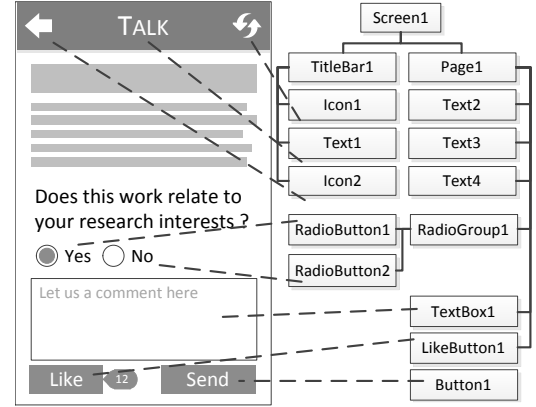 TALK
Does this work relate to
your research interests ?
Yes No
Let us a comment here
Like 12 Send
Screen1
TitleBar1 Page1
Icon1 Text2
Text1 Text3
Icon2 Text4
RadioButton1 RadioGroup1
RadioButton2
TextBox1
LikeButton1
Button1